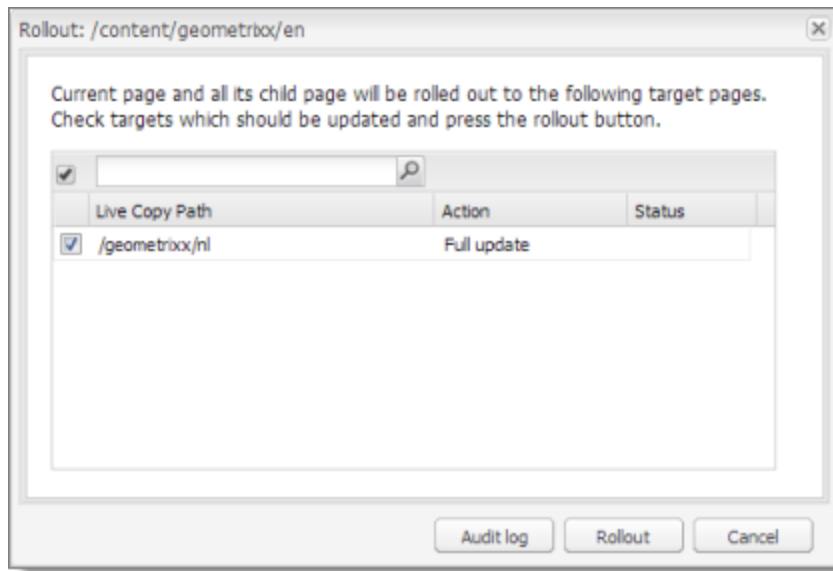 Rollout: /content/geometrixx/en
Current page and all its child page will be rolled out to the following target pages.
Check targets which should be updated and press the rollout button.
Live Copy Path Action Status
/geometrixx/nl Full update
Audit log Rollout Cancel